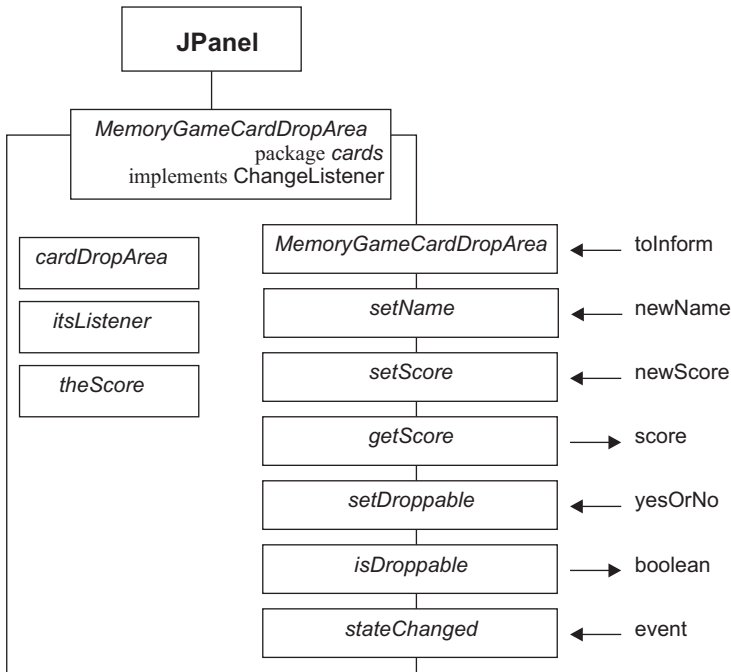 JPanel
MemoryGameCardDropArea
package cards
implements ChangeListener
cardDropArea
itsListener
theScore
MemoryGameCardDropArea
toInform
setName
newName
setScore
newScore
getScore
score
setDroppable
yesOrNo
isDroppable
boolean
stateChanged
event